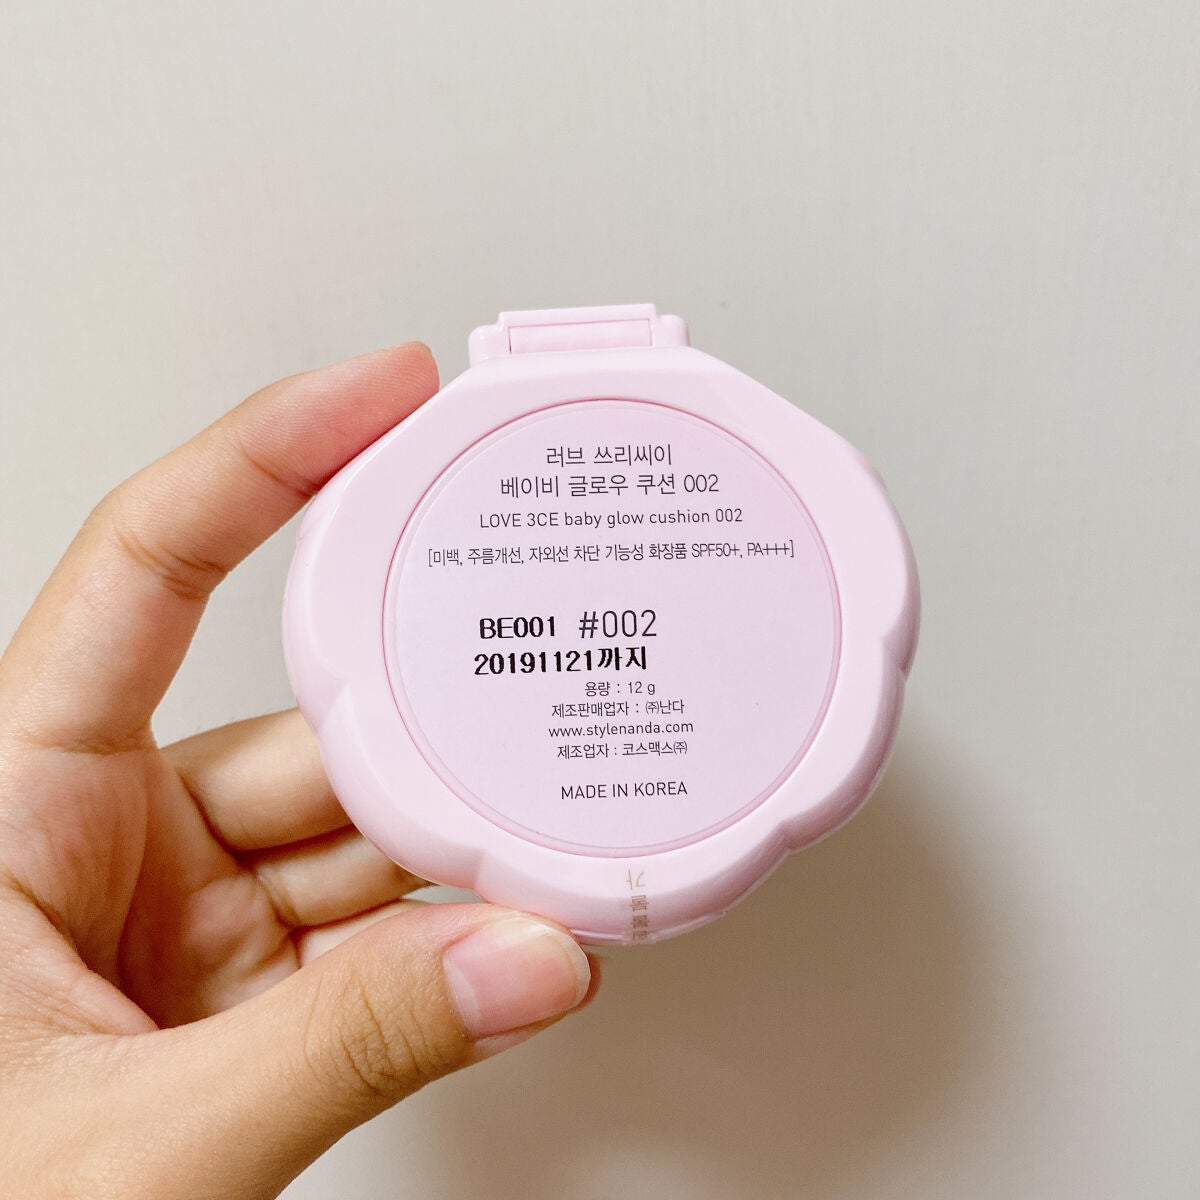 러브 쓰리씨이
베이비 글로우 쿠션 002
LOVE 3CE baby glow cushion 002
[미백, 주름개선, 자외선 차단 기능성 화장품 SPF50+, PA+++]
BE001 #002
20191121까지
용량 : 12 g
제조판매업자 : ㈜난다
www.stylenanda.com
제조업자 : 코스맥스㈜
MADE IN KOREA